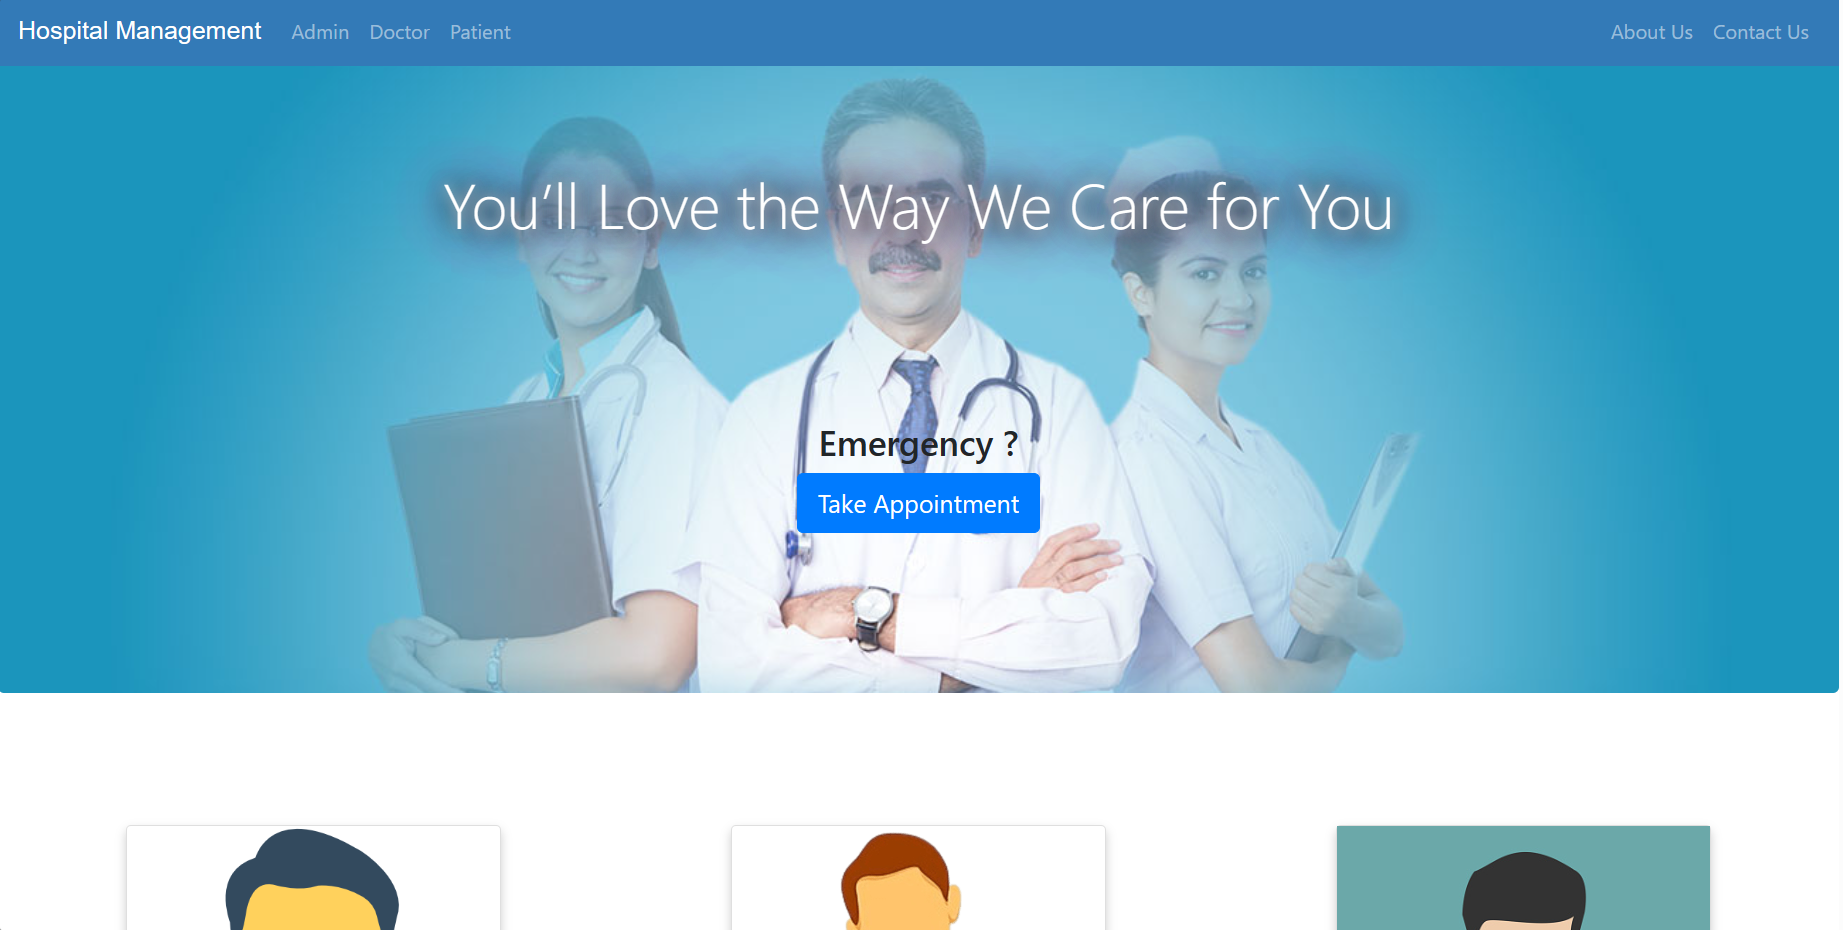 Hospital Management Admin Doctor Patient About Us Contact Us
You’ll Love the Way We Care for You
Emergency ?
Take Appointment